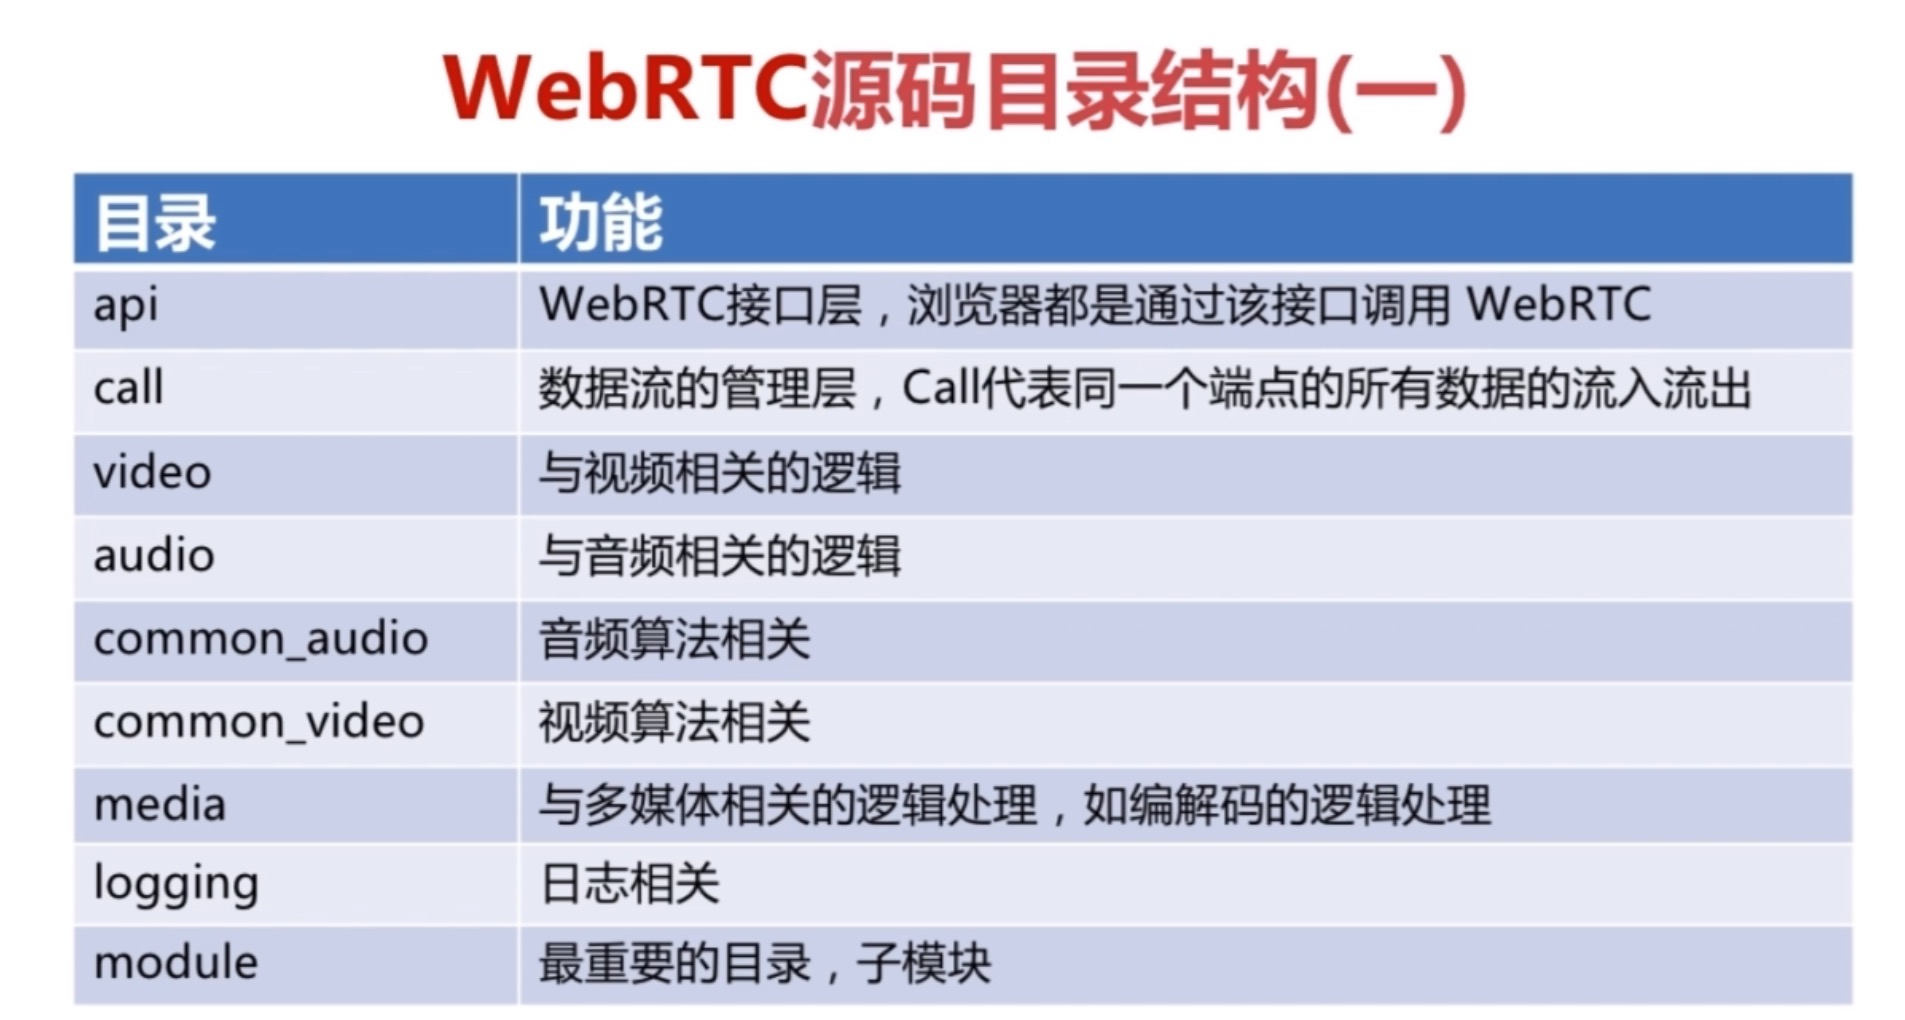 WebRTC源码目录结构(一)
目录 功能
api WebRTC接口层，浏览器都是通过该接口调用 WebRTC
call 数据流的管理层，Call代表同一个端点的所有数据的流入流出
video 与视频相关的逻辑
audio 与音频相关的逻辑
common_audio 音频算法相关
common_video 视频算法相关
media 与多媒体相关的逻辑处理，如编解码的逻辑处理
logging 日志相关
module 最重要的目录，子模块